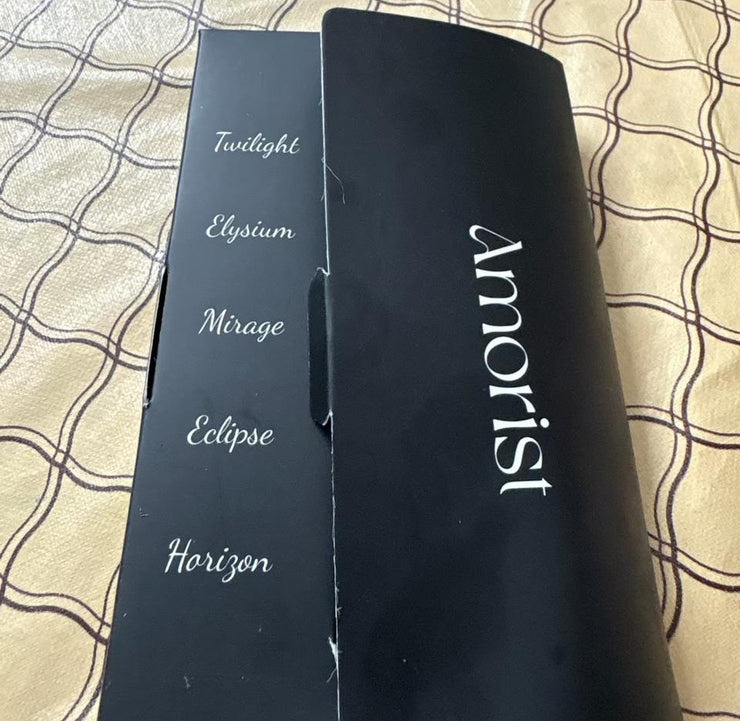 Twilight
Elysium
Mirage
Eclipse
Horizon
Amorist